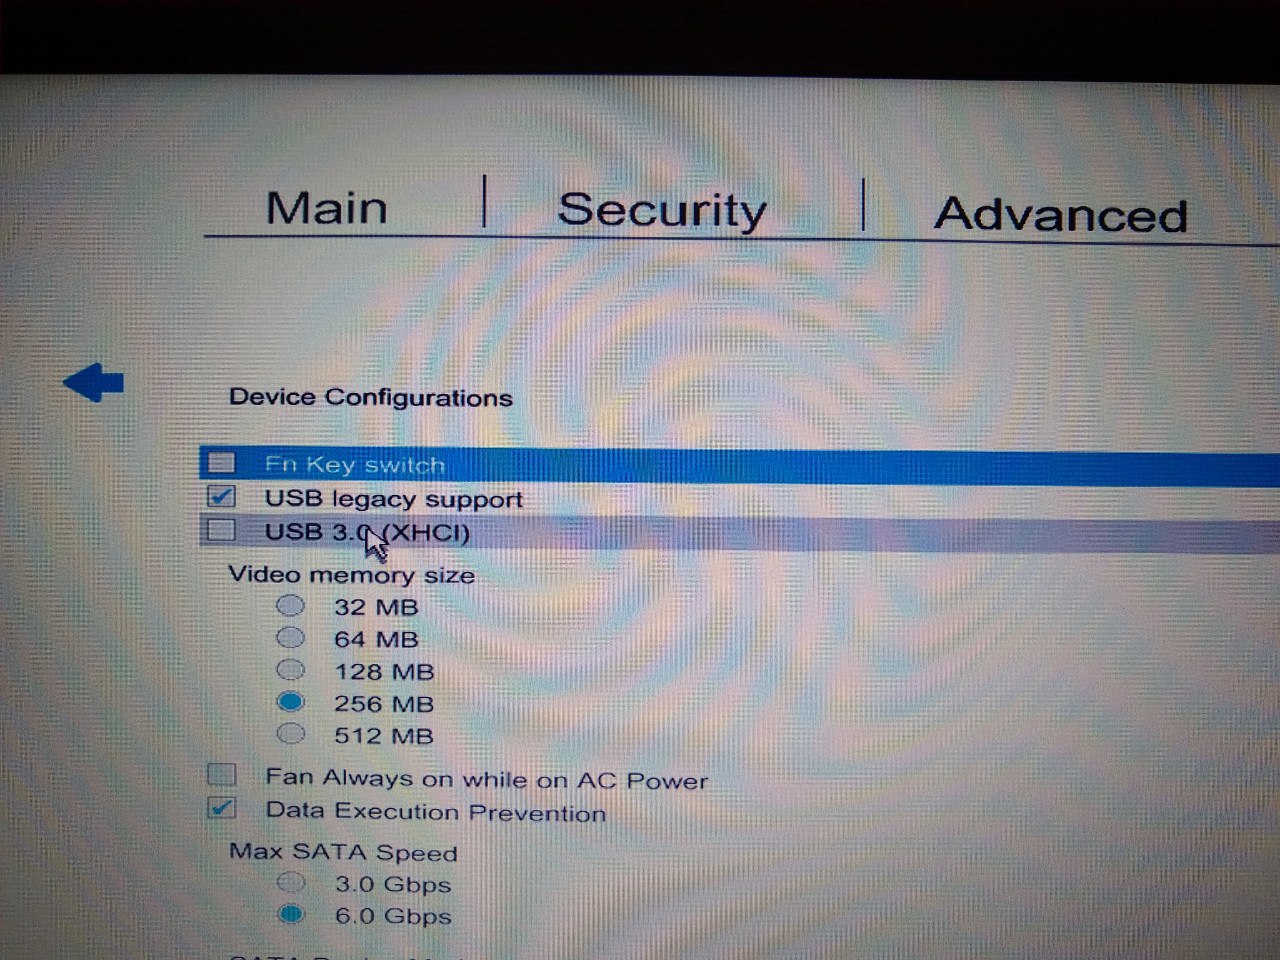 Main | Security | Advanced
Device Configurations
Fn Key switch
USB legacy support
USB 3.0 (XHCI)
Video memory size
32 MB
64 MB
128 MB
256 MB
512 MB
Fan Always on while on AC Power
Data Execution Prevention
Max SATA Speed
3.0 Gbps
6.0 Gbps